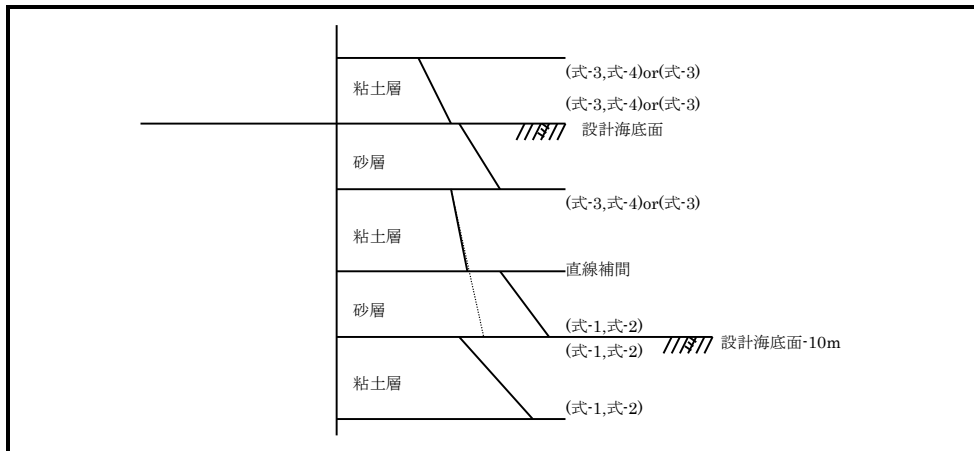 (式-3,式-4)or(式-3)
粘土層
(式-3,式-4)or(式-3)
設計海底面
砂層
(式-3,式-4)or(式-3)
粘土層
直線補間
砂層
(式-1,式-2)
設計海底面-10m
(式-1,式-2)
粘土層
(式-1,式-2)